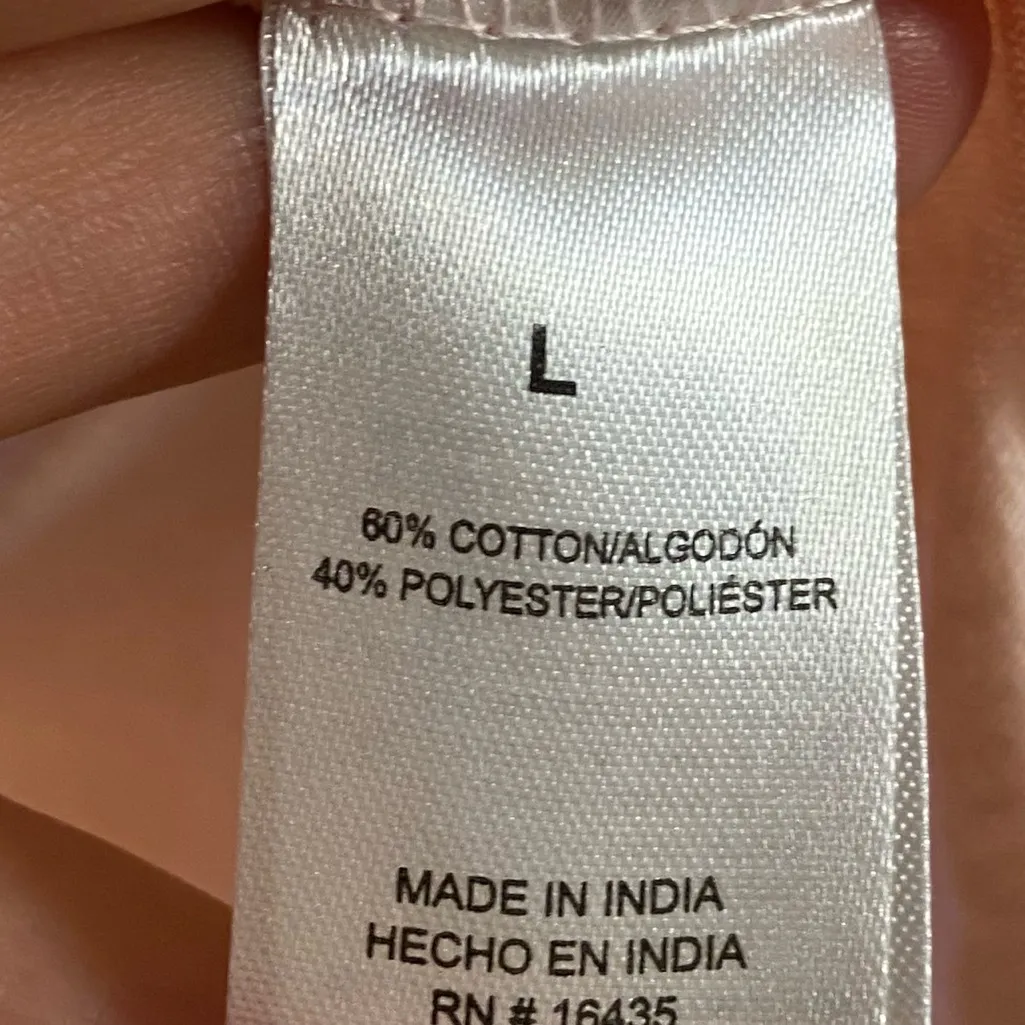 L
60% COTTON/ALGODÓN
40% POLYESTER/POLIÉSTER
MADE IN INDIA
HECHO EN INDIA
RN # 16435